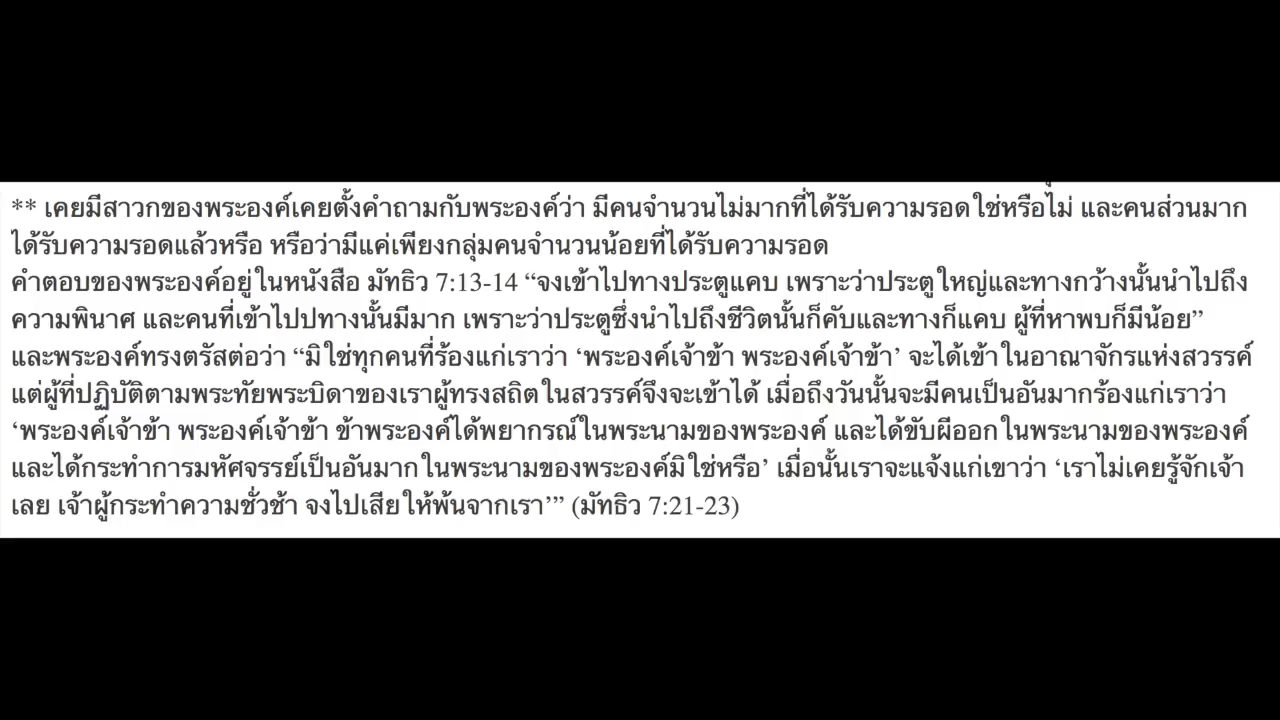 ** เคยมีสาวกของพระองค์เคยตั้งคำถามกับพระองค์ว่า มีคนจำนวนไม่มากที่ได้รับความรอดใช่หรือไม่ และคนส่วนมาก
ได้รับความรอดแล้วหรือ หรือว่ามีแค่เพียงกลุ่มคนจำนวนน้อยที่ได้รับความรอด
คำตอบของพระองค์อยู่ในหนังสือ มัทธิว 7:13-14 “จงเข้าไปทางประตูแคบ เพราะว่าประตูใหญ่และทางกว้างนั้นนำไปถึง
ความพินาศ และคนที่เข้าไปปทางนั้นมีมาก เพราะว่าประตูซึ่งนำไปถึงชีวิตนั้นก็คับและทางก็แคบ ผู้ที่หาพบก็มีน้อย”
และพระองค์ทรงตรัสต่อว่า “มิใช่ทุกคนที่ร้องแก่เราว่า ‘พระองค์เจ้าข้า พระองค์เจ้าข้า’ จะได้เข้าในอาณาจักรแห่งสวรรค์
แต่ผู้ที่ปฏิบัติตามพระทัยพระบิดาของเราผู้ทรงสถิตในสวรรค์จึงจะเข้าได้ เมื่อถึงวันนั้นจะมีคนเป็นอันมากร้องแก่เราว่า
‘พระองค์เจ้าข้า พระองค์เจ้าข้า ข้าพระองค์ได้พยากรณ์ในพระนามของพระองค์ และได้ขับผีออกในพระนามของพระองค์
และได้กระทำการมหัศจรรย์เป็นอันมากในพระนามของพระองค์มิใช่หรือ’ เมื่อนั้นเราจะแจ้งแก่เขาว่า ‘เราไม่เคยรู้จักเจ้า
เลย เจ้าผู้กระทำความชั่วช้า จงไปเสียให้พ้นจากเรา’” (มัทธิว 7:21-23)